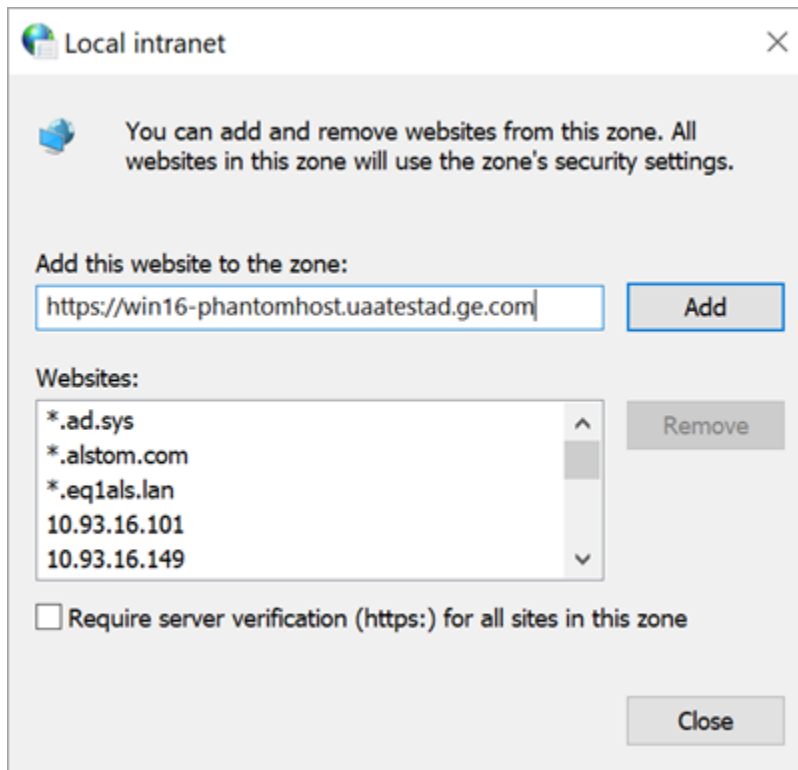 Local intranet
You can add and remove websites from this zone. All
websites in this zone will use the zone's security settings.
Add this website to the zone:
https://win16-phantomhost.uaatestad.ge.com
Add
Websites:
*.ad.sys
*.alstom.com
*.eq1als.lan
10.93.16.101
10.93.16.149
Remove
Require server verification (https:) for all sites in this zone
Close